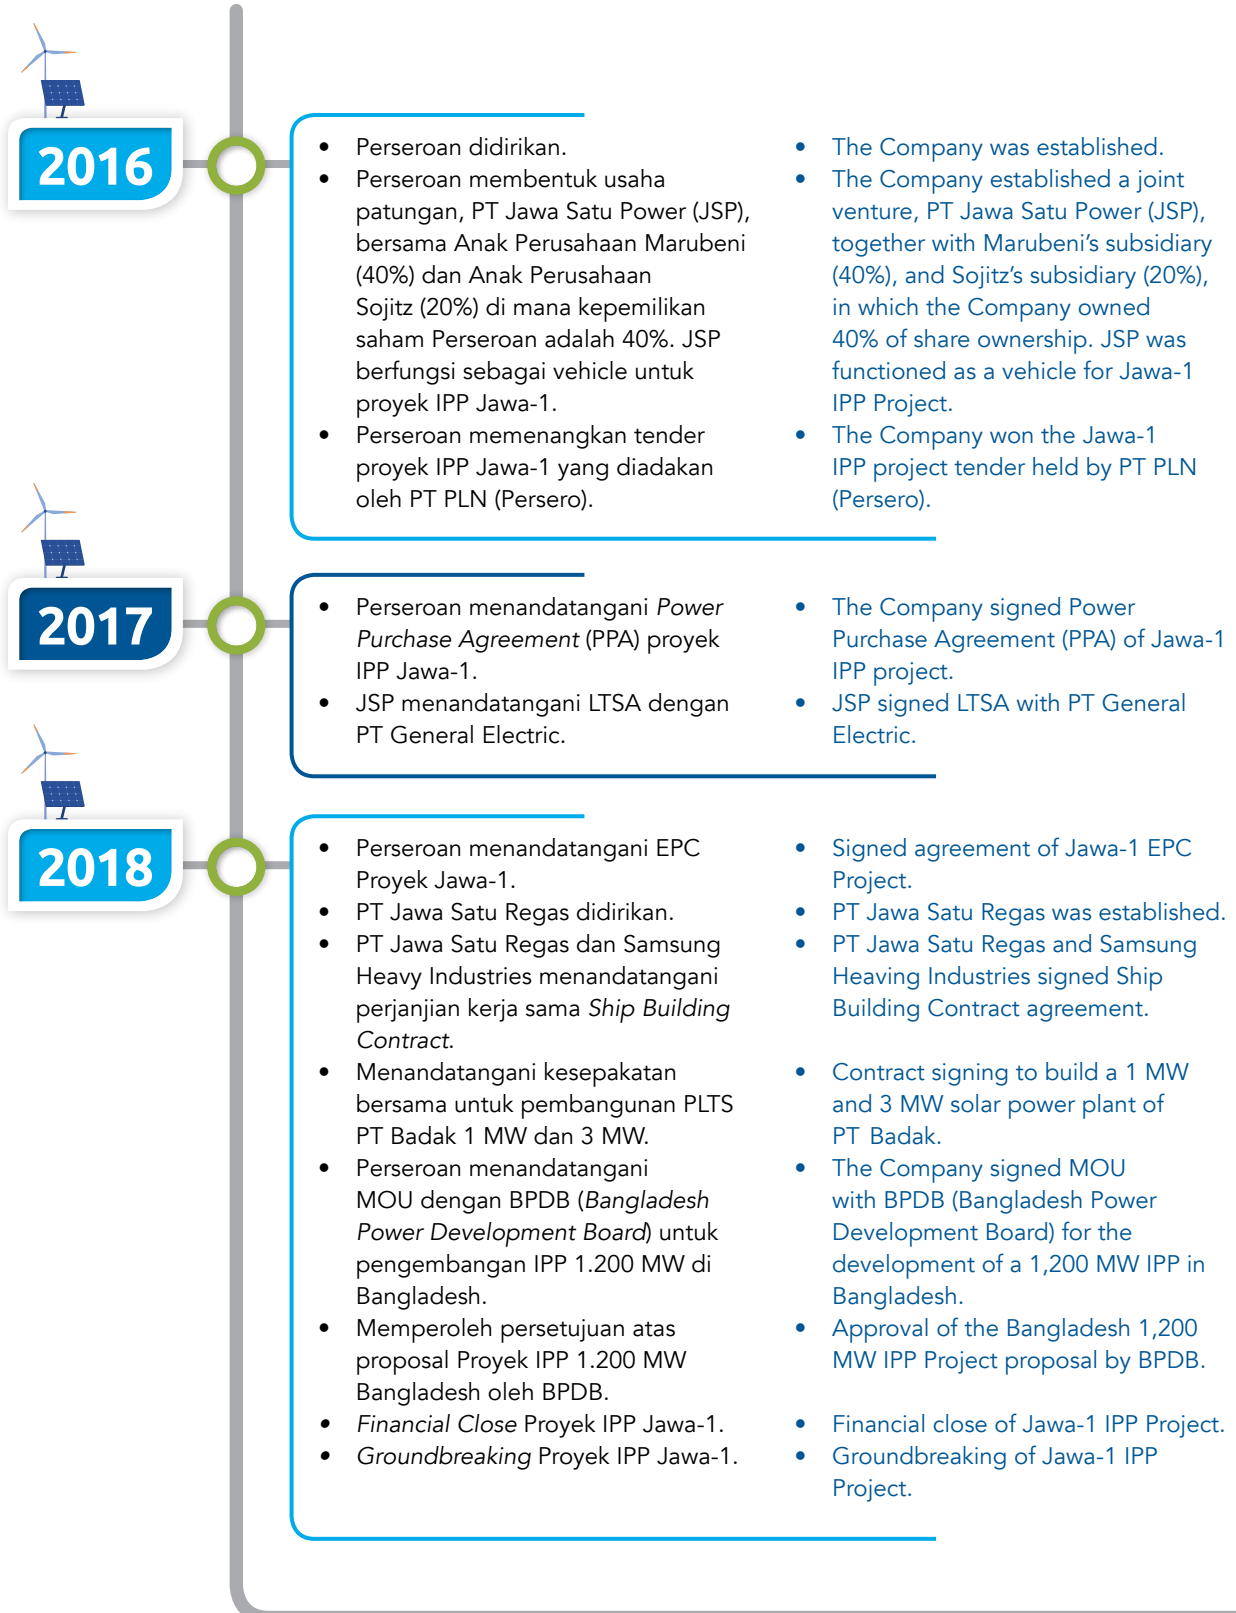 2016
• Perseroan didirikan.
• Perseroan membentuk usaha
patungan, PT Jawa Satu Power (JSP),
bersama Anak Perusahaan Marubeni
(40%) dan Anak Perusahaan
Sojitz (20%) di mana kepemilikan
saham Perseroan adalah 40%. JSP
berfungsi sebagai vehicle untuk
proyek IPP Jawa-1.
• Perseroan memenangkan tender
proyek IPP Jawa-1 yang diadakan
oleh PT PLN (Persero).
• The Company was established.
• The Company established a joint
venture, PT Jawa Satu Power (JSP),
together with Marubeni's subsidiary
(40%), and Sojitz's subsidiary (20%),
in which the Company owned
40% of share ownership. JSP was
functioned as a vehicle for Jawa-1
IPP Project.
• The Company won the Jawa-1
IPP project tender held by PT PLN
(Persero).
2017
• Perseroan menandatangani Power
Purchase Agreement (PPA) proyek
IPP Jawa-1.
• JSP menandatangani LTSA dengan
PT General Electric.
• The Company signed Power
Purchase Agreement (PPA) of Jawa-1
IPP project.
• JSP signed LTSA with PT General
Electric.
2018
• Perseroan menandatangani EPC
Proyek Jawa-1.
• PT Jawa Satu Regas didirikan.
• PT Jawa Satu Regas dan Samsung
Heavy Industries menandatangani
perjanjian kerja sama Ship Building
Contract.
• Menandatangani kesepakatan
bersama untuk pembangunan PLTS
PT Badak 1 MW dan 3 MW.
• Perseroan menandatangani
MOU dengan BPDB (Bangladesh
Power Development Board) untuk
pengembangan IPP 1.200 MW di
Bangladesh.
• Memperoleh persetujuan atas
proposal Proyek IPP 1.200 MW
Bangladesh oleh BPDB.
• Financial Close Proyek IPP Jawa-1.
• Groundbreaking Proyek IPP Jawa-1.
• Signed agreement of Jawa-1 EPC
Project.
• PT Jawa Satu Regas was established.
• PT Jawa Satu Regas and Samsung
Heaving Industries signed Ship
Building Contract agreement.
• Contract signing to build a 1 MW
and 3 MW solar power plant of
PT Badak.
• The Company signed MOU
with BPDB (Bangladesh Power
Development Board) for the
development of a 1,200 MW IPP in
Bangladesh.
• Approval of the Bangladesh 1,200
MW IPP Project proposal by BPDB.
• Financial close of Jawa-1 IPP Project.
• Groundbreaking of Jawa-1 IPP
Project.